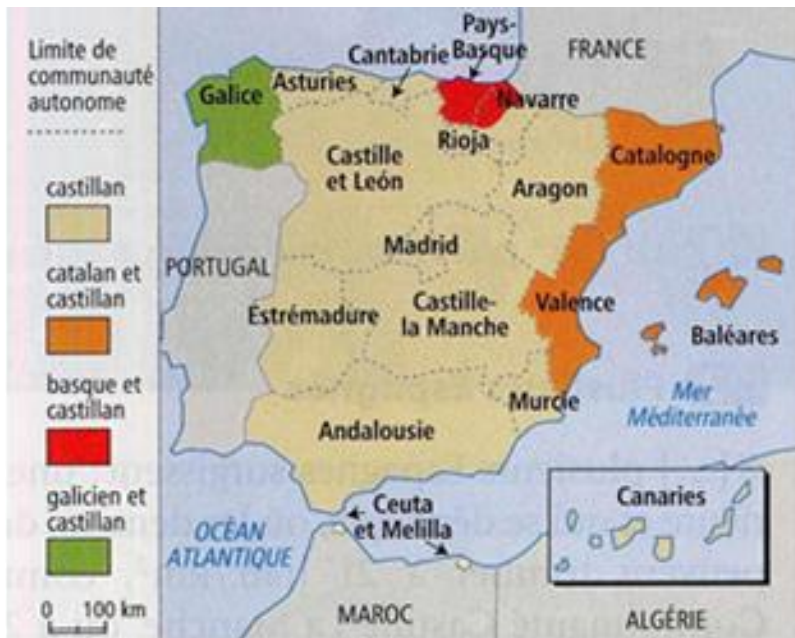 Limite de
communauté
autonome
castillan
catalan et
castillan
basque et
castillan
galicien et
castillan
0 100 km
Pays-
Basque
Cantabrie
FRANCE
Asturies
Galice
Navarre
Rioja
Castille
et León
Catalogne
Aragon
Madrid
PORTUGAL
Estrémadure
Castille-
la Manche
Valence
Baléares
Murcie
Mer
Méditerranée
Andalousie
Canaries
Ceuta
et Melilla
OCÉAN
ATLANTIQUE
MAROC
ALGÉRIE